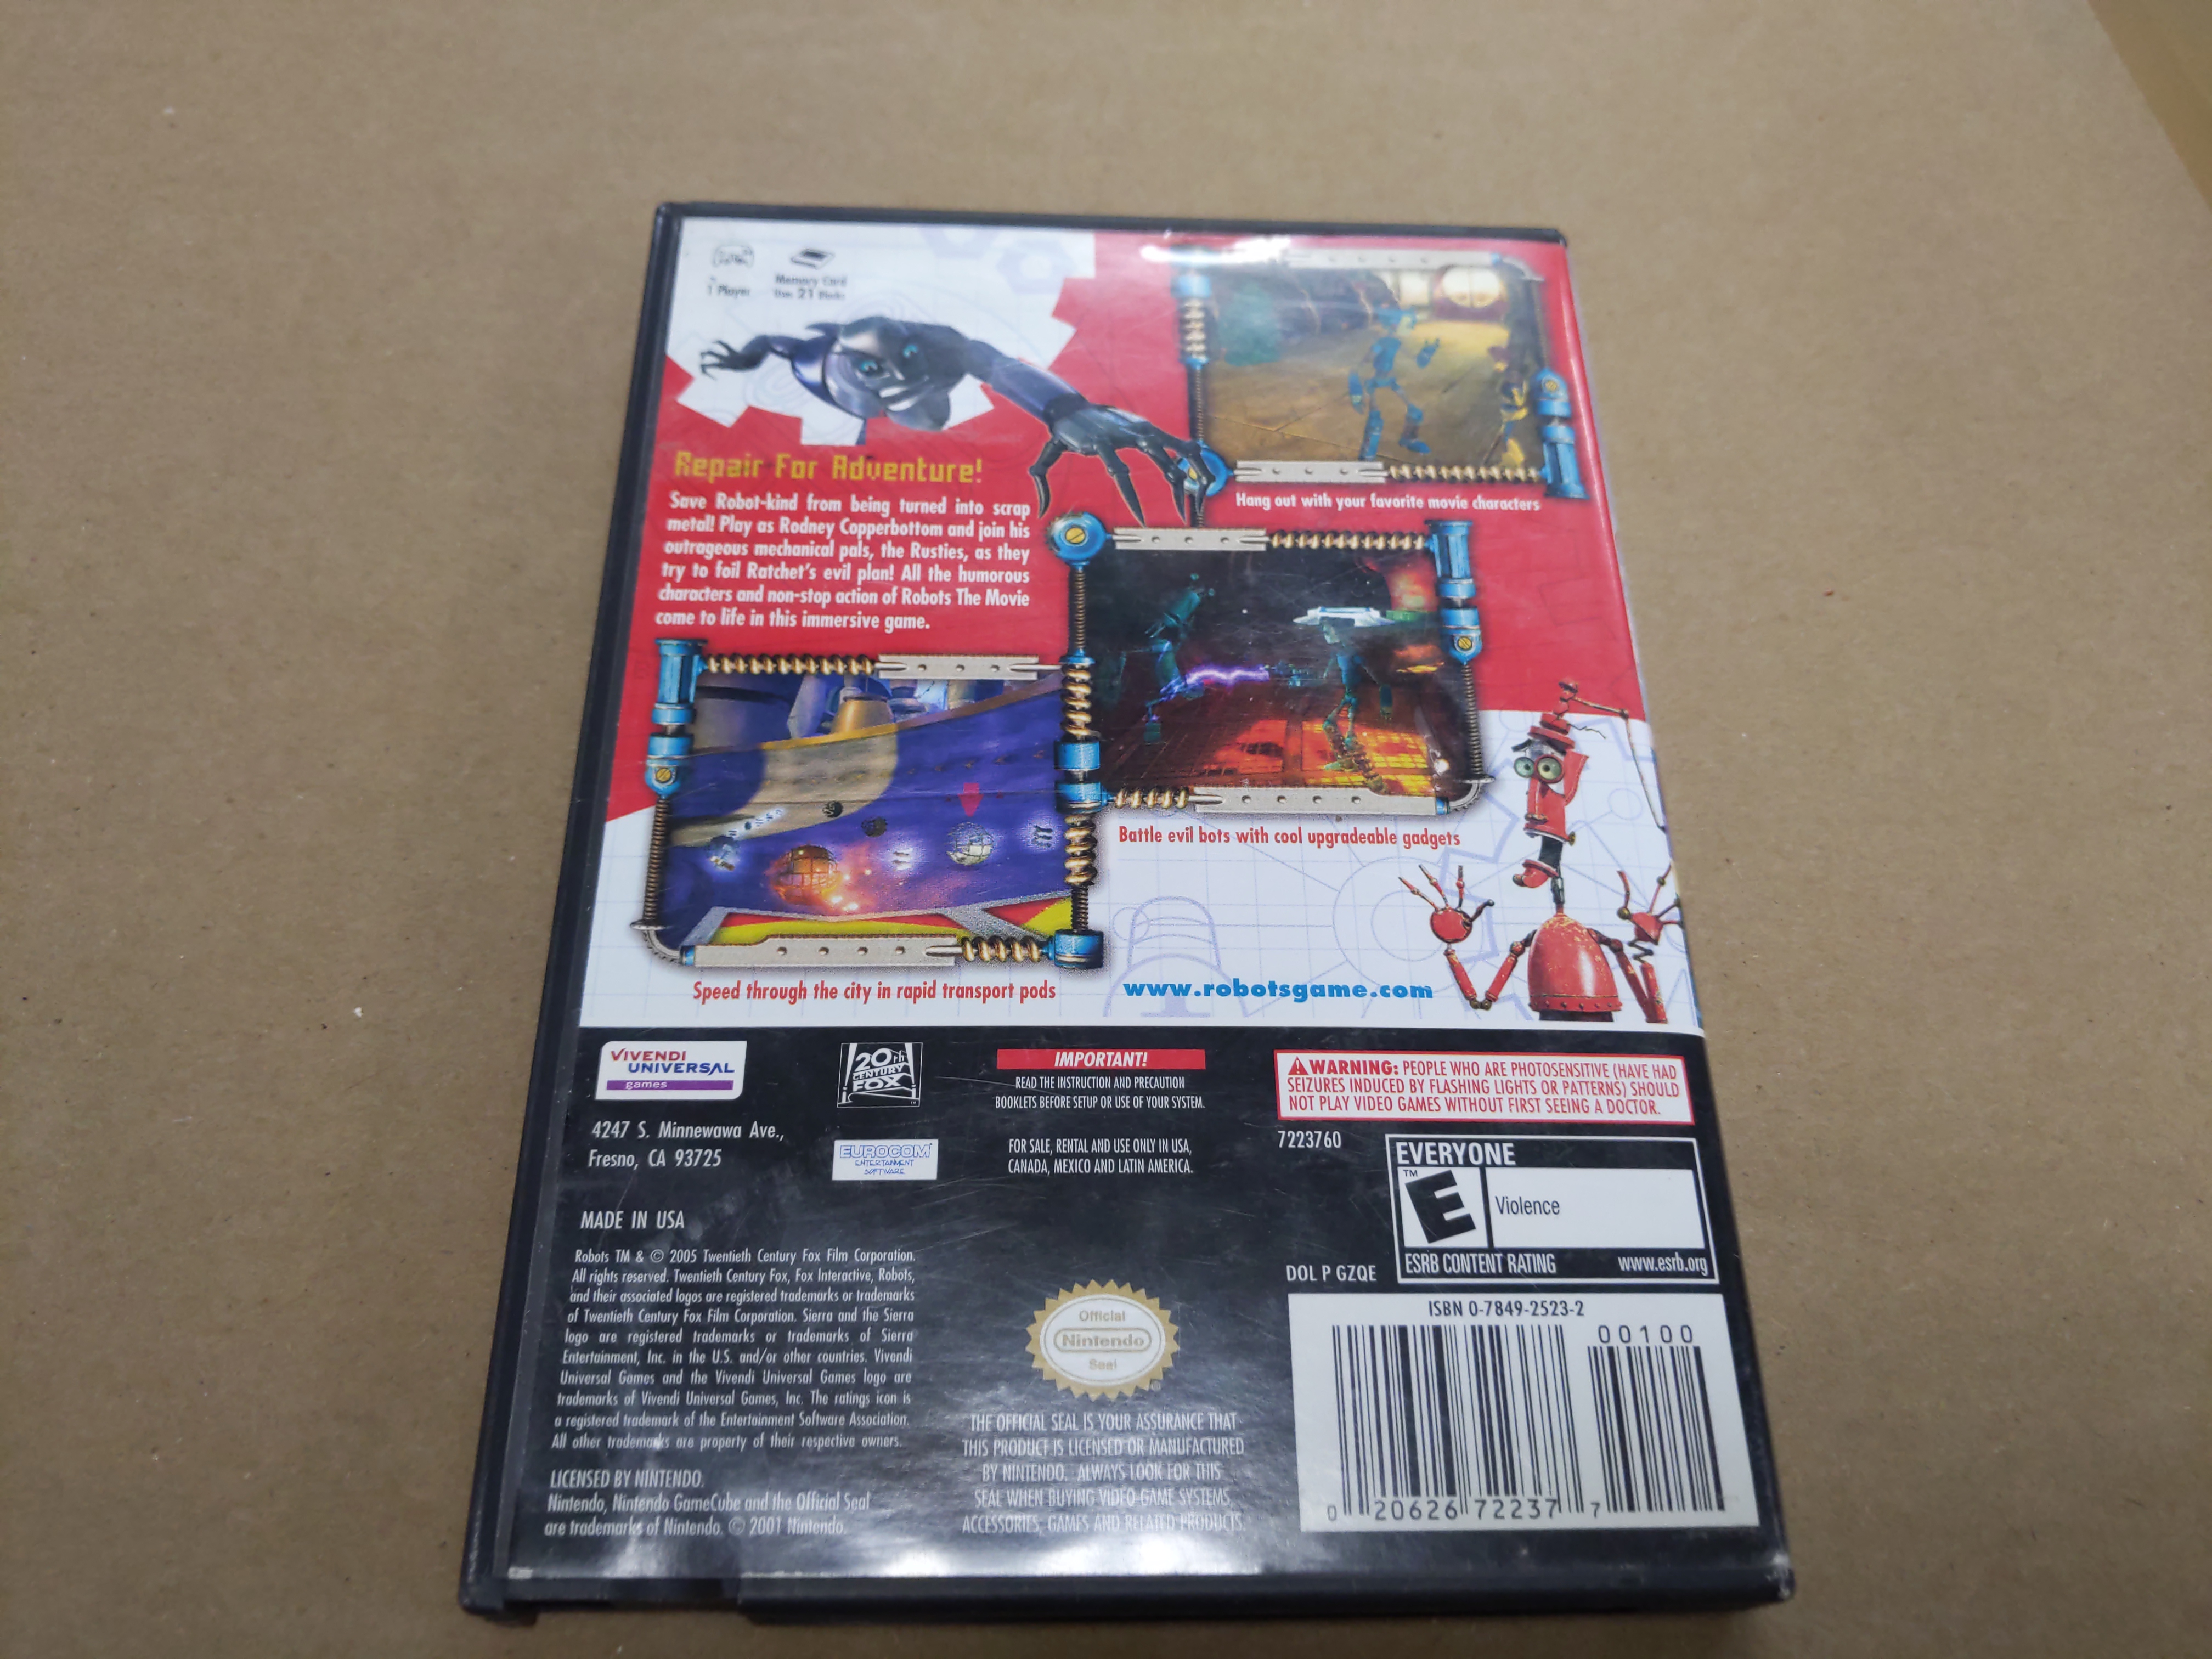 1 Player
Memory Card
Uses 21 Blocks
Repair For Adventure!
Save Robot-kind from being turned into scrap
metal! Play as Rodney Copperbottom and join his
outrageous mechanical pals, the Rusties, as they
try to foil Ratchet's evil plan! All the humorous
characters and non-stop action of Robots The Movie
come to life in this immersive game.
Hang out with your favorite movie characters
Battle evil bots with cool upgradeable gadgets
Speed through the city in rapid transport pods
www.robotsgame.com
VIVENDI
UNIVERSAL
games
4247 S. Minnewawa Ave.,
Fresno, CA 93725
MADE IN USA
20th
CENTURY
FOX
EUROCOM
ENTERTAINMENT
SOFTWARE
IMPORTANT!
READ THE INSTRUCTION AND PRECAUTION
BOOKLETS BEFORE SETUP OR USE OF YOUR SYSTEM.
FOR SALE, RENTAL AND USE ONLY IN USA,
CANADA, MEXICO AND LATIN AMERICA.
WARNING: PEOPLE WHO ARE PHOTOSENSITIVE (HAVE HAD
SEIZURES INDUCED BY FLASHING LIGHTS OR PATTERNS) SHOULD
NOT PLAY VIDEO GAMES WITHOUT FIRST SEEING A DOCTOR.
7223760
EVERYONE
TM
E
Violence
ESRB CONTENT RATING www.esrb.org
DOL P GZQE
Robots TM & © 2005 Twentieth Century Fox Film Corporation.
All rights reserved. Twentieth Century Fox, Fox Interactive, Robots,
and their associated logos are registered trademarks or trademarks
of Twentieth Century Fox Film Corporation. Sierra and the Sierra
logo are registered trademarks or trademarks of Sierra
Entertainment, Inc. in the U.S. and/or other countries. Vivendi
Universal Games and the Vivendi Universal Games logo are
trademarks of Vivendi Universal Games, Inc. The ratings icon is
a registered trademark of the Entertainment Software Association.
All other trademarks are property of their respective owners.
LICENSED BY NINTENDO.
Nintendo, Nintendo GameCube and the Official Seal
are trademarks of Nintendo. © 2001 Nintendo.
Official
Nintendo
Seal
THE OFFICIAL SEAL IS YOUR ASSURANCE THAT
THIS PRODUCT IS LICENSED OR MANUFACTURED
BY NINTENDO. ALWAYS LOOK FOR THIS
SEAL WHEN BUYING VIDEO GAME SYSTEMS,
ACCESSORIES, GAMES AND RELATED PRODUCTS.
ISBN 0-7849-2523-2
00100
0 20626 72237 7